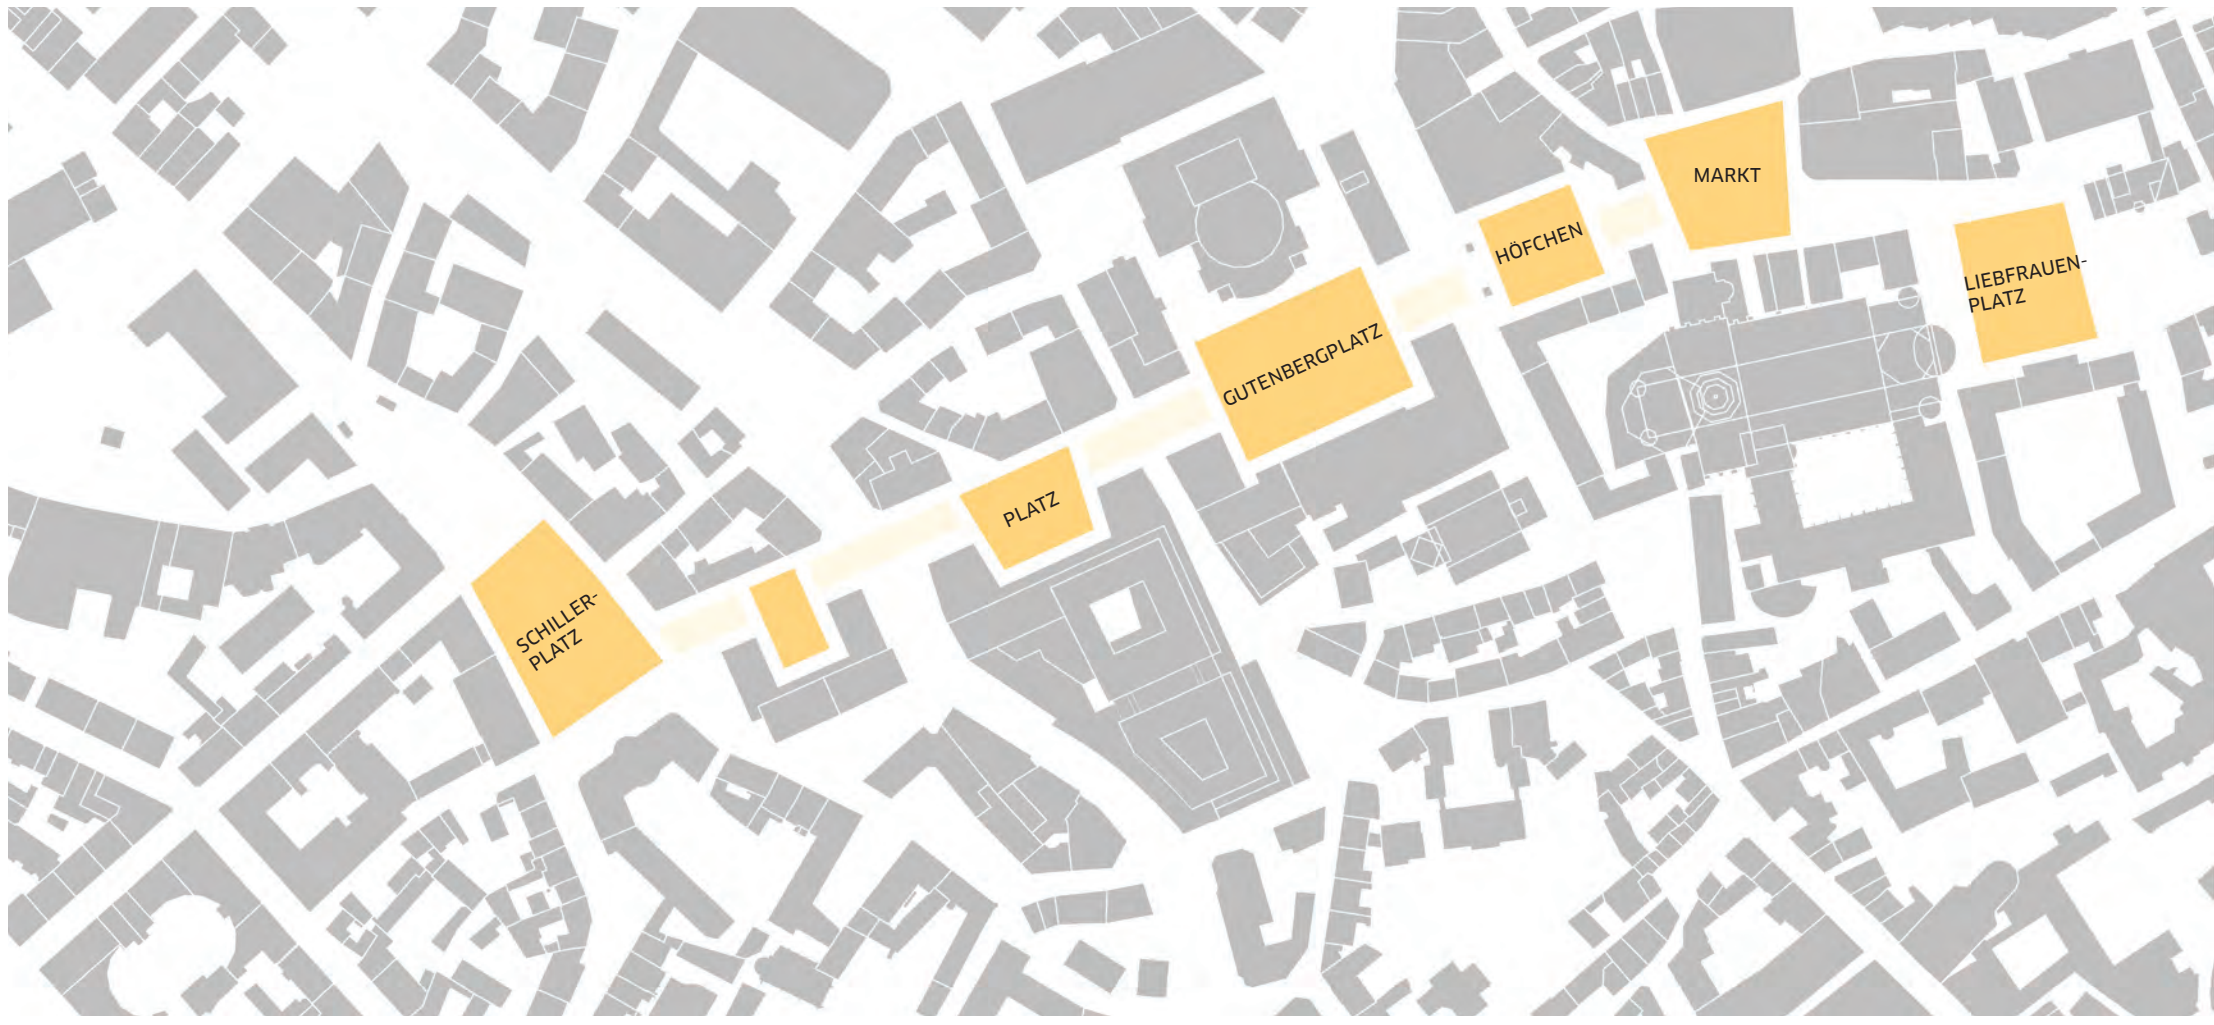 MARKT
HÖFCHEN
LIEBFRAUEN-
PLATZ
GUTENBERGPLATZ
PLATZ
SCHILLER-
PLATZ